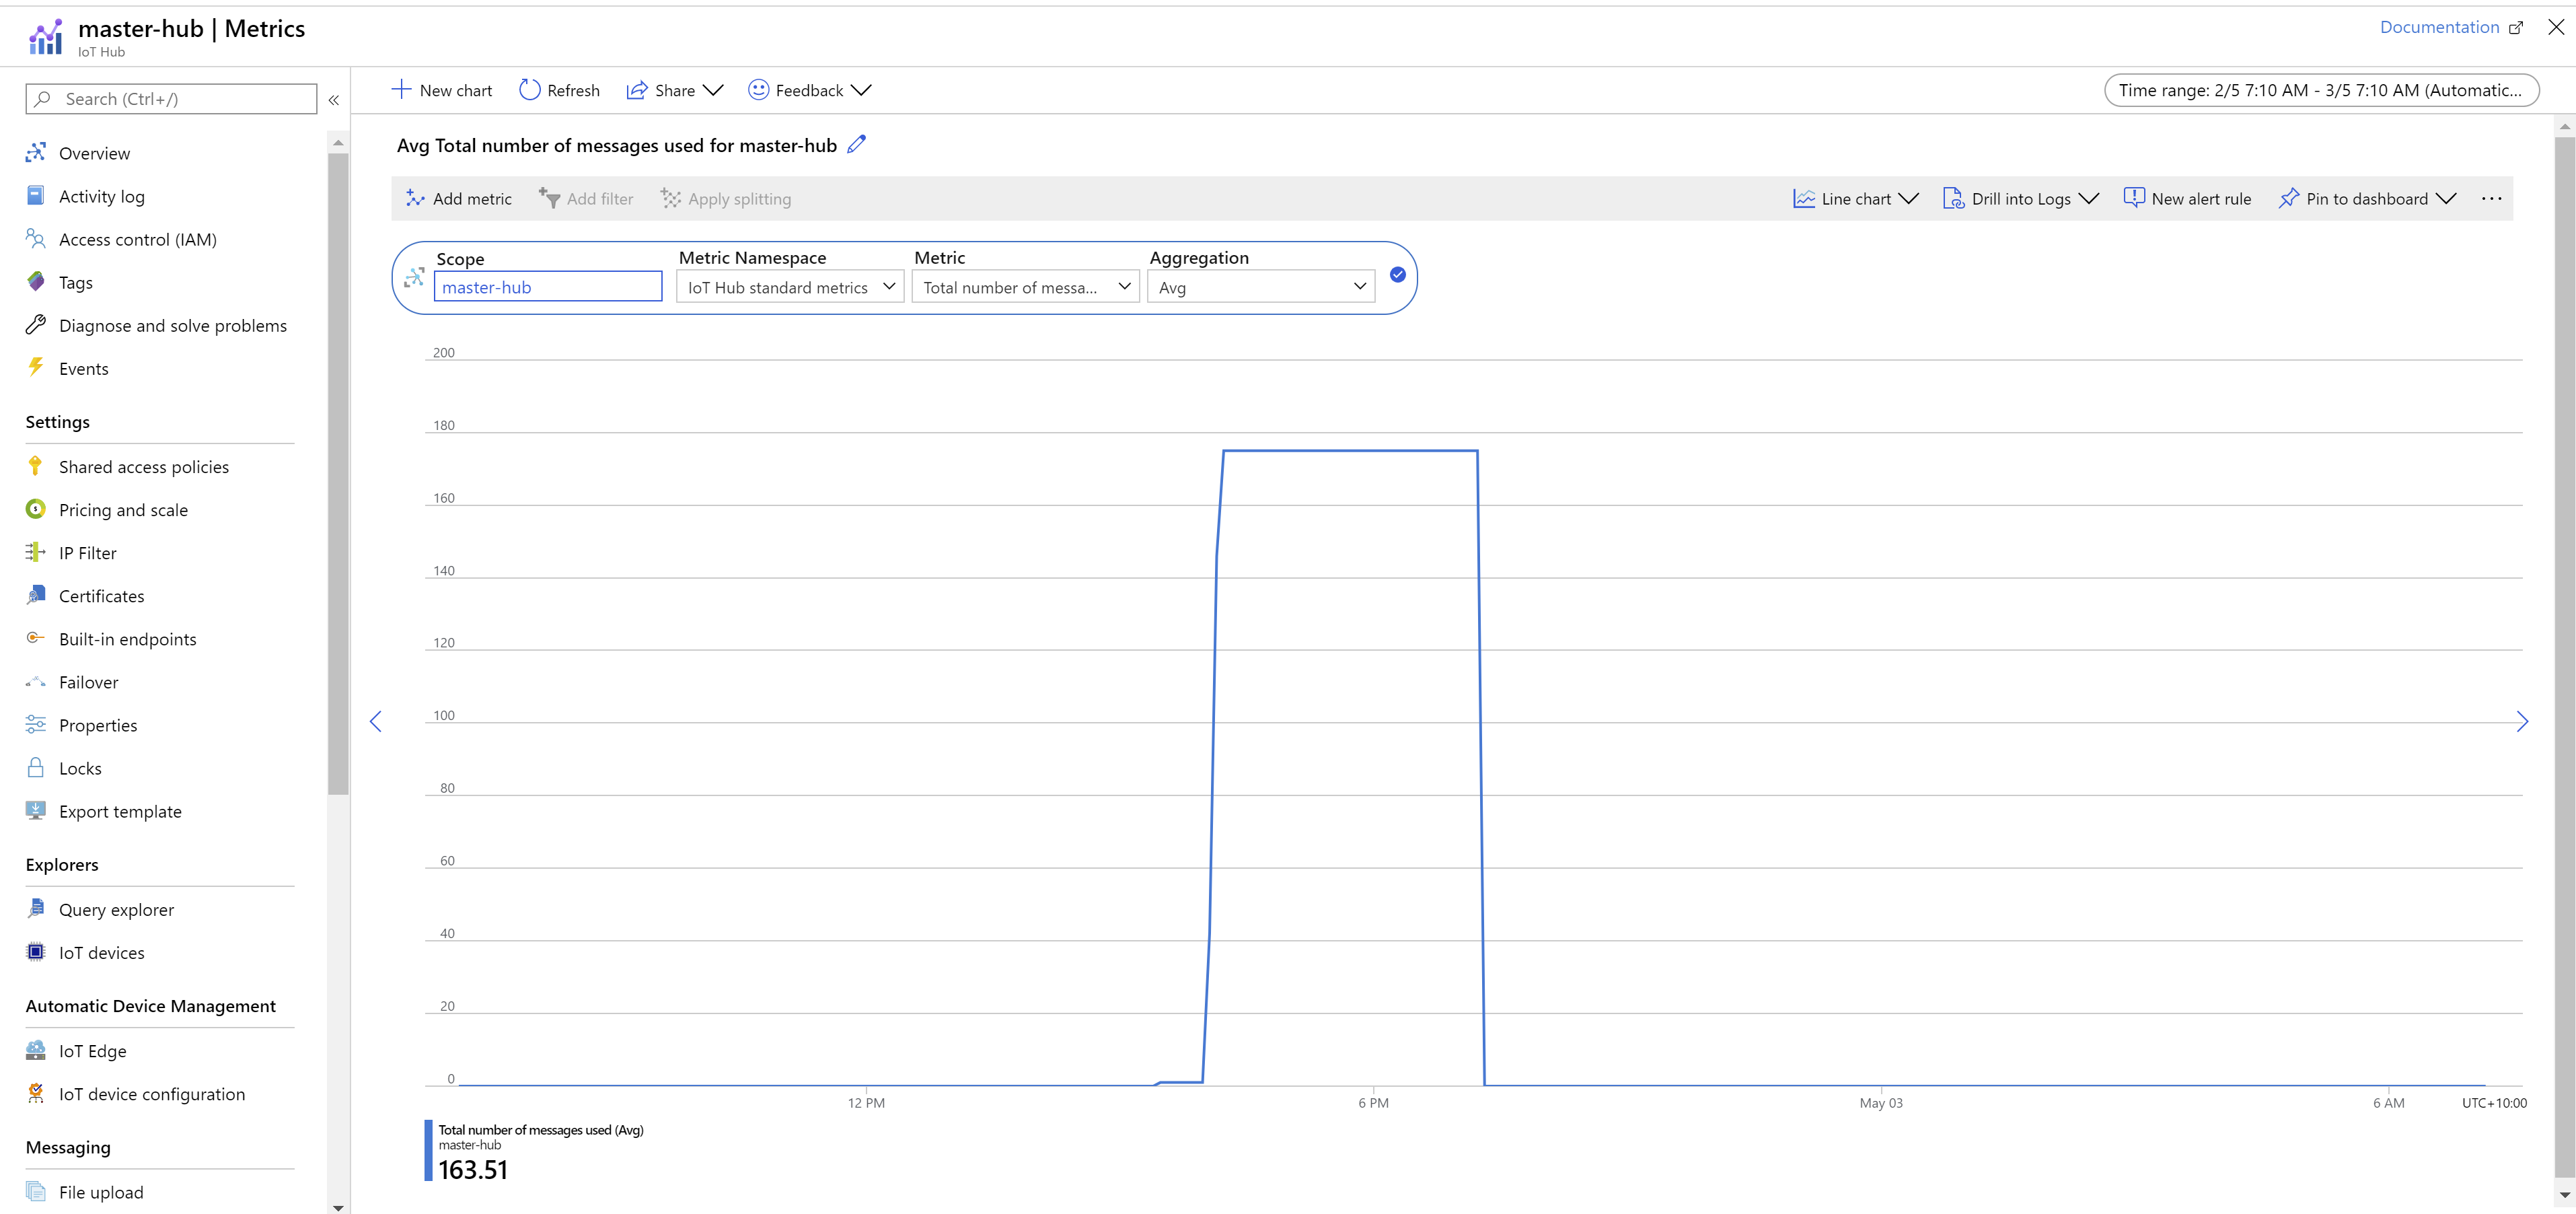 master-hub | Metrics
IoT Hub
Documentation
Search (Ctrl+/)
«
Overview
Activity log
Access control (IAM)
Tags
Diagnose and solve problems
Events
Settings
Shared access policies
Pricing and scale
IP Filter
Certificates
Built-in endpoints
Failover
Properties
Locks
Export template
Explorers
Query explorer
IoT devices
Automatic Device Management
IoT Edge
IoT device configuration
Messaging
File upload
New chart Refresh Share Feedback
Time range: 2/5 7:10 AM - 3/5 7:10 AM (Automatic...
Avg Total number of messages used for master-hub
Add metric Add filter Apply splitting Line chart Drill into Logs New alert rule Pin to dashboard ...
Scope Metric Namespace Metric Aggregation
master-hub IoT Hub standard metrics Total number of messa... Avg
200
180
160
140
120
100
80
60
40
20
0
12 PM 6 PM May 03 6 AM UTC+10:00
Total number of messages used (Avg)
master-hub
163.51